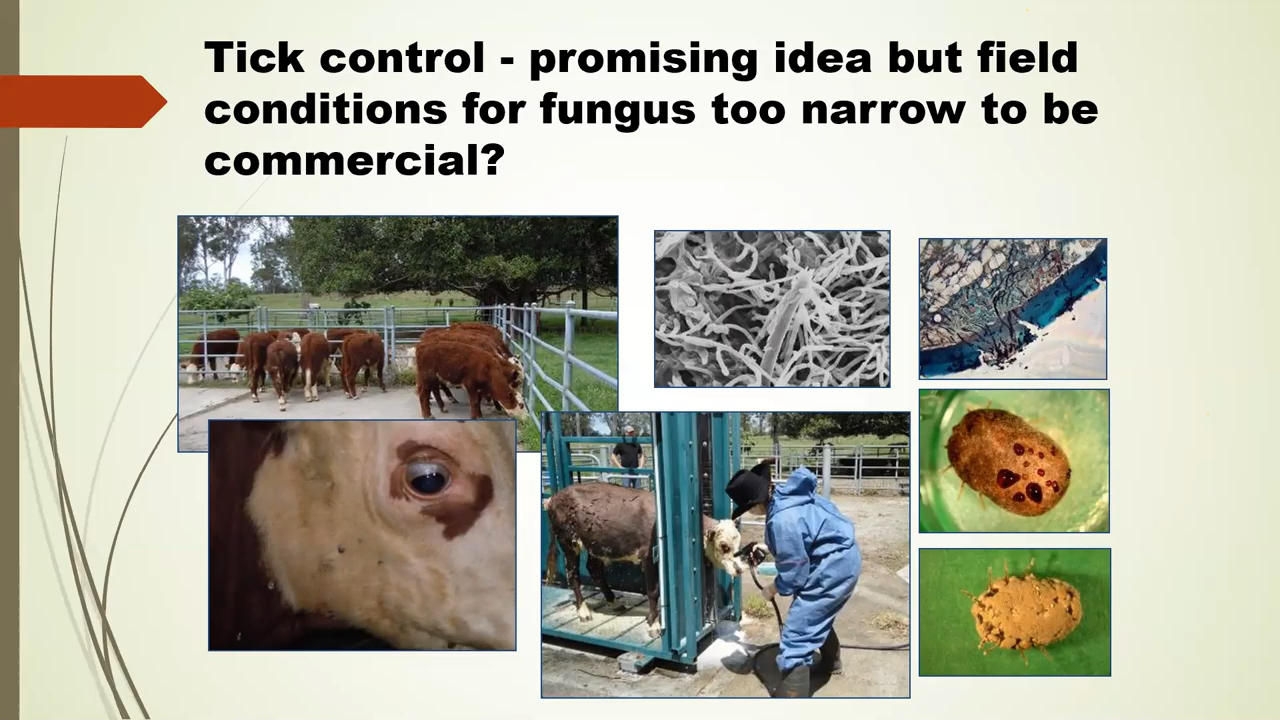 Tick control - promising idea but field
conditions for fungus too narrow to be
commercial?